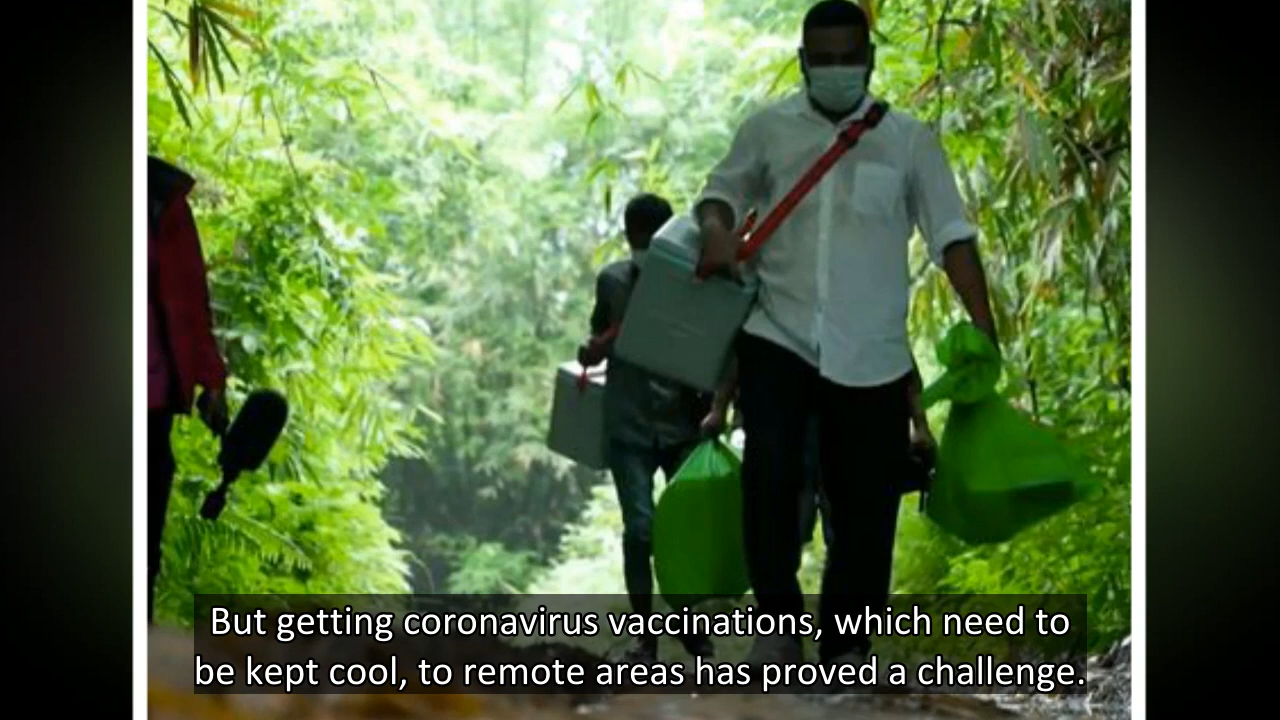 But getting coronavirus vaccinations, which need to
be kept cool, to remote areas has proved a challenge.